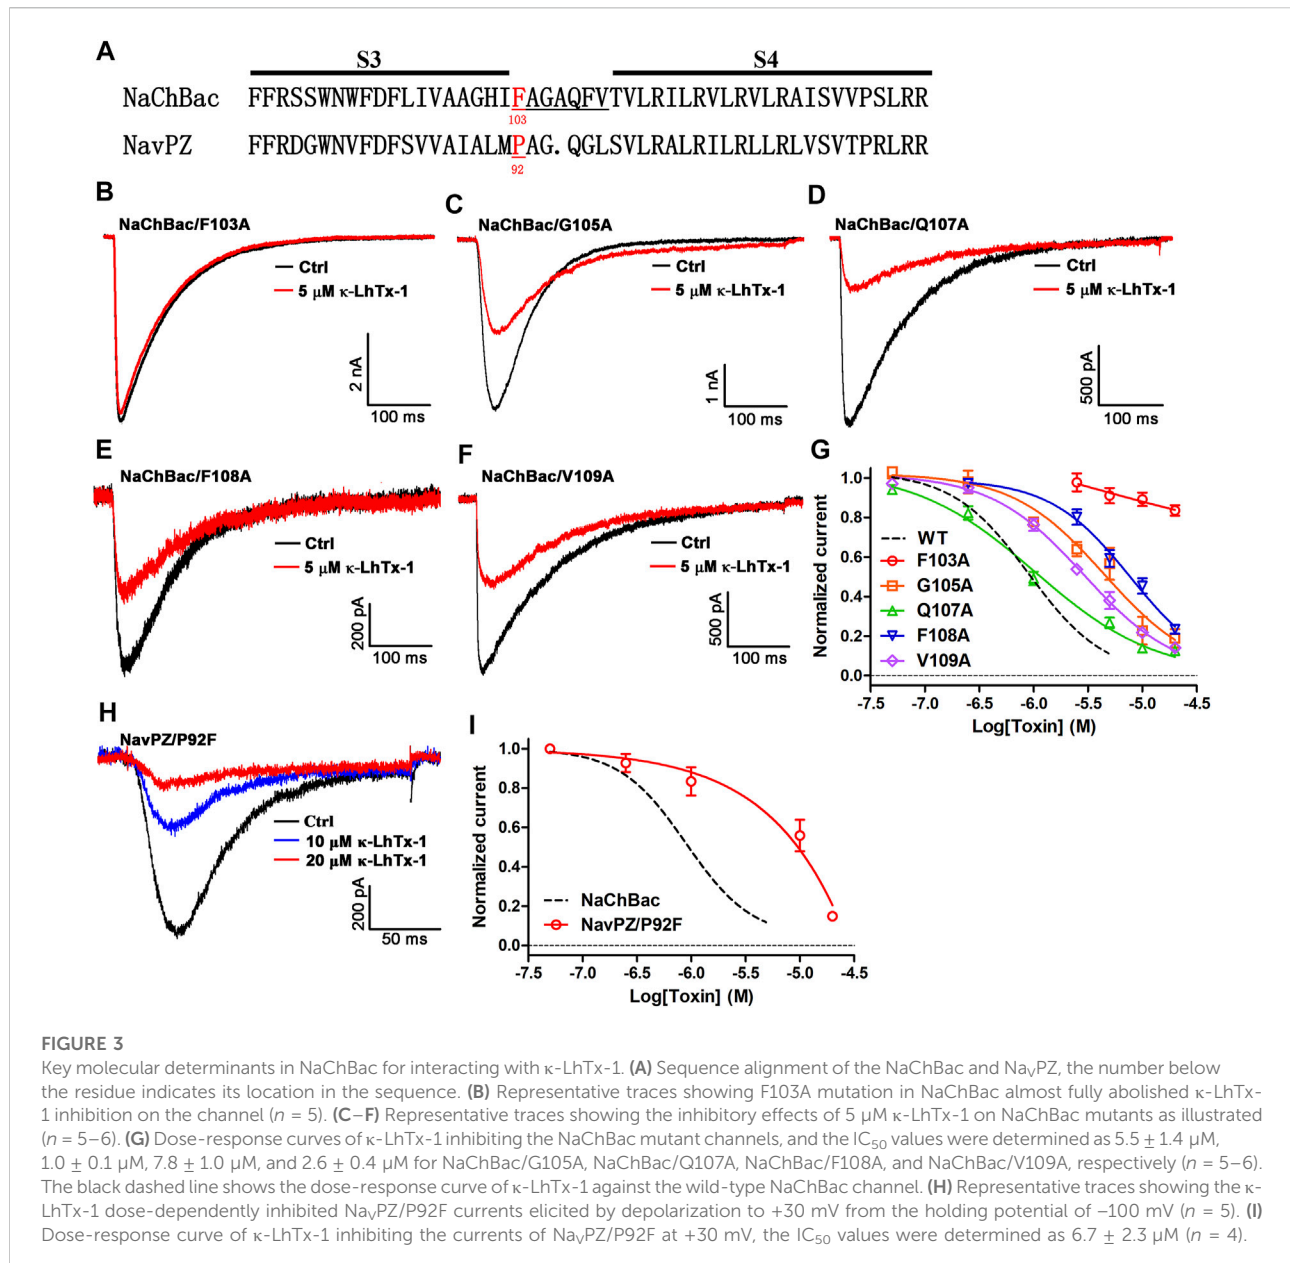 A
S3 S4
NaChBac FFRSSWNWFDFLIVAAGHIFAGAQFVTVLRILRVLRVLRAISVVPSLRR
103
NavPZ FFRDGWNVFDFSVVAIALMPAG.QGLSVLRALRILRLLRLVSVTPRLRR
92
B
NaChBac/F103A
Ctrl
5 μM κ-LhTx-1
2 nA
100 ms
C
NaChBac/G105A
Ctrl
5 μM κ-LhTx-1
1 nA
100 ms
D
NaChBac/Q107A
Ctrl
5 μM κ-LhTx-1
500 pA
100 ms
E
NaChBac/F108A
Ctrl
5 μM κ-LhTx-1
200 pA
100 ms
F
NaChBac/V109A
Ctrl
5 μM κ-LhTx-1
500 pA
100 ms
G
Normalized current
1.0
0.8
0.6
0.4
0.2
0.0
WT
F103A
G105A
Q107A
F108A
V109A
-7.5 -7.0 -6.5 -6.0 -5.5 -5.0 -4.5
Log[Toxin] (M)
H
NavPZ/P92F
Ctrl
10 μM κ-LhTx-1
20 μM κ-LhTx-1
200 pA
50 ms
I
Normalized current
1.0
0.8
0.6
0.4
0.2
0.0
NaChBac
NavPZ/P92F
-7.5 -7.0 -6.5 -6.0 -5.5 -5.0 -4.5
Log[Toxin] (M)
FIGURE 3
Key molecular determinants in NaChBac for interacting with κ-LhTx-1. (A) Sequence alignment of the NaChBac and NaVPZ, the number below
the residue indicates its location in the sequence. (B) Representative traces showing F103A mutation in NaChBac almost fully abolished κ-LhTx-
1 inhibition on the channel (n = 5). (C–F) Representative traces showing the inhibitory effects of 5 μM κ-LhTx-1 on NaChBac mutants as illustrated
(n = 5–6). (G) Dose-response curves of κ-LhTx-1 inhibiting the NaChBac mutant channels, and the IC50 values were determined as 5.5 ± 1.4 μM,
1.0 ± 0.1 μM, 7.8 ± 1.0 μM, and 2.6 ± 0.4 μM for NaChBac/G105A, NaChBac/Q107A, NaChBac/F108A, and NaChBac/V109A, respectively (n = 5–6).
The black dashed line shows the dose-response curve of κ-LhTx-1 against the wild-type NaChBac channel. (H) Representative traces showing the κ-
LhTx-1 dose-dependently inhibited NaVPZ/P92F currents elicited by depolarization to +30 mV from the holding potential of –100 mV (n = 5). (I)
Dose-response curve of κ-LhTx-1 inhibiting the currents of NaVPZ/P92F at +30 mV, the IC50 values were determined as 6.7 ± 2.3 μM (n = 4).